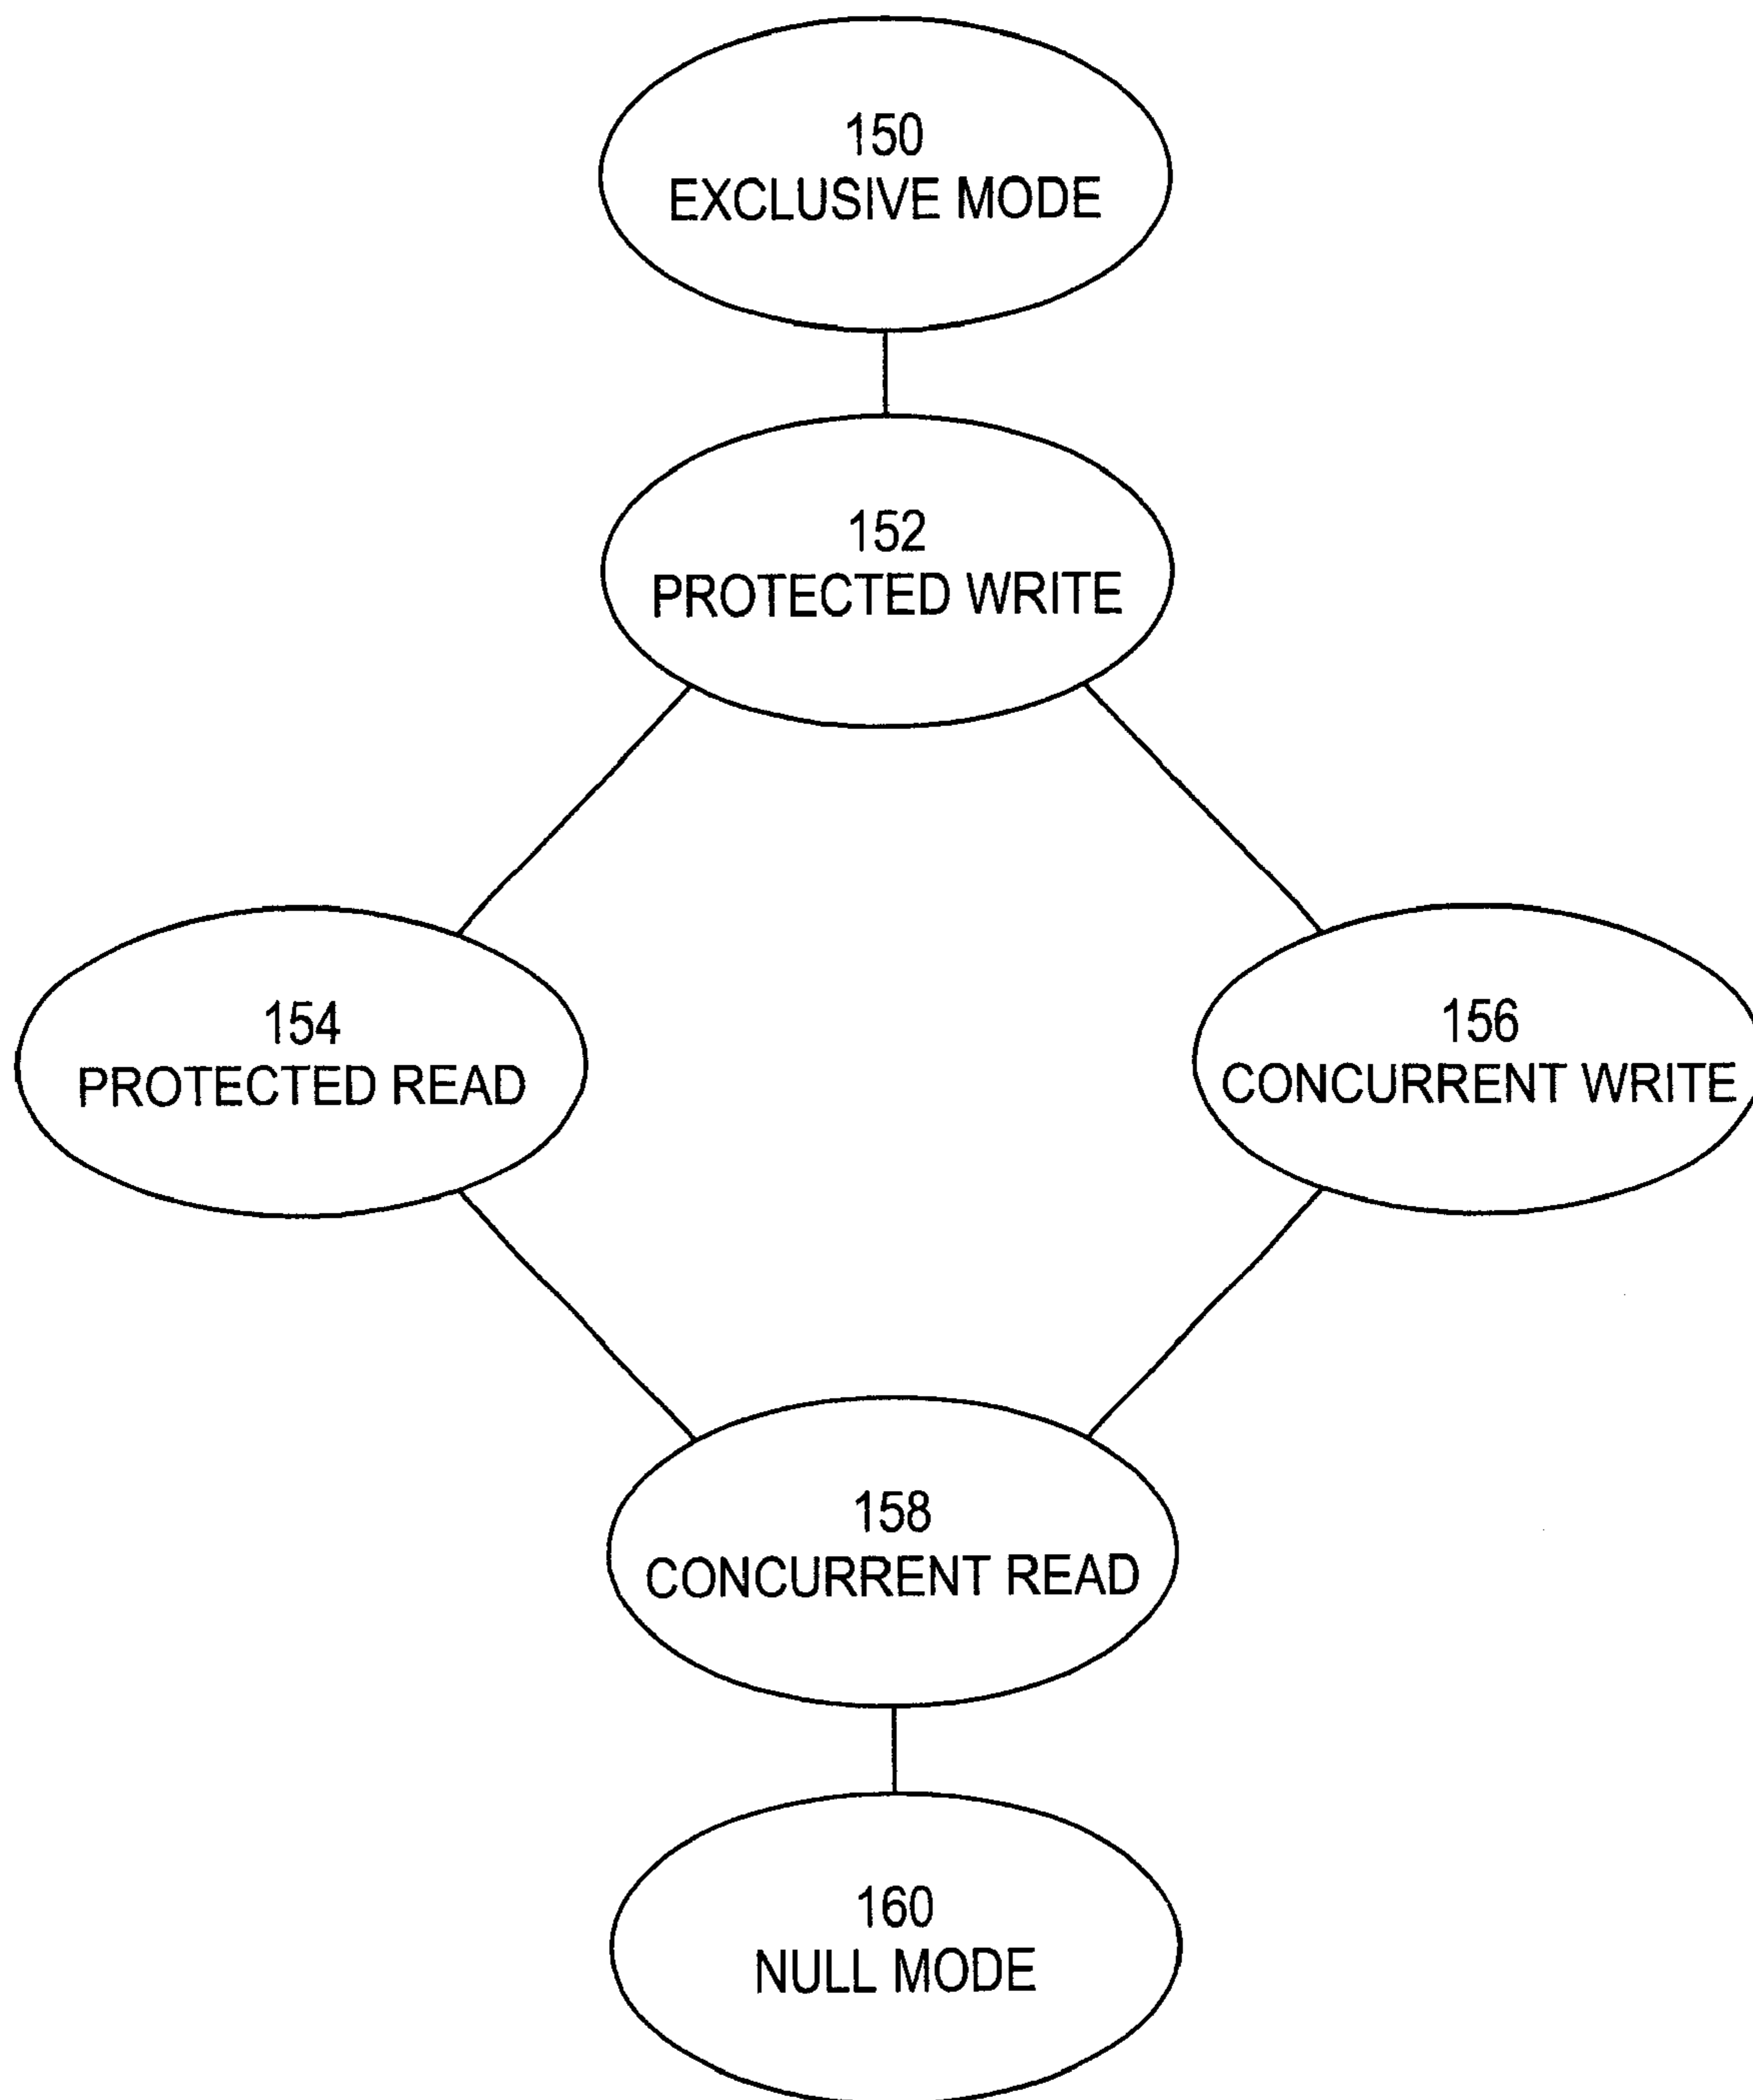 150
EXCLUSIVE MODE
152
PROTECTED WRITE
154
PROTECTED READ
156
CONCURRENT WRITE
158
CONCURRENT READ
160
NULL MODE